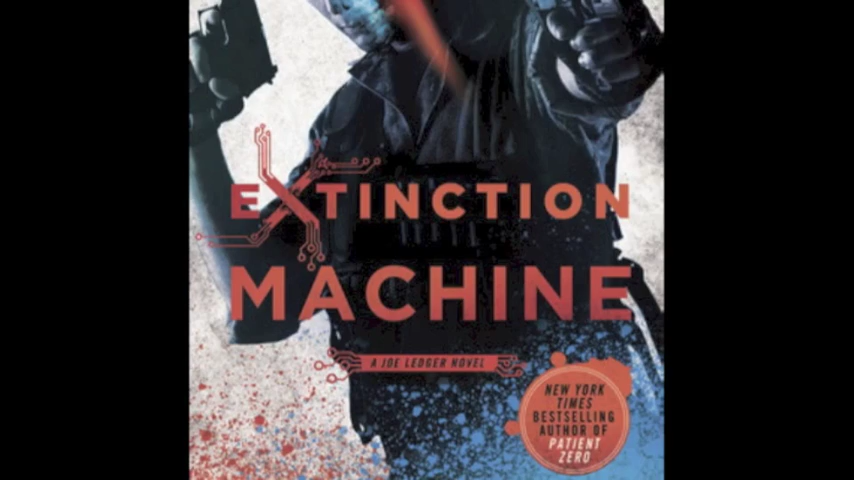 EXTINCTION
MACHINE
A JOE LEDGER NOVEL
NEW YORK
TIMES
BESTSELLING
AUTHOR OF
PATIENT
ZERO